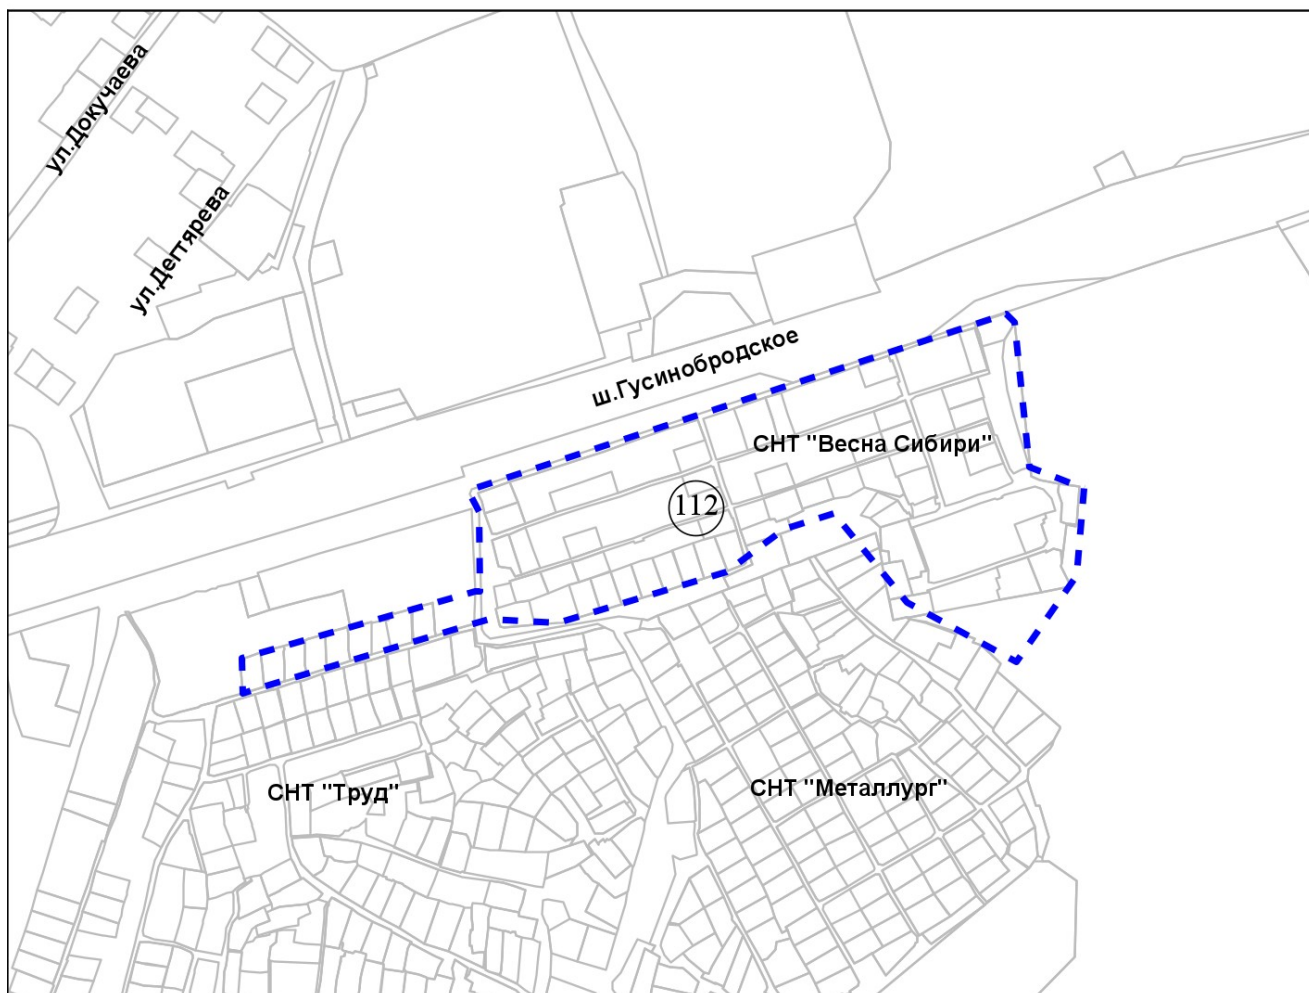 ул.Докучаева
ул.Дегтярева
ш.Гусинобродское
СНТ "Весна Сибири"
112
СНТ "Труд"
СНТ "Металлург"